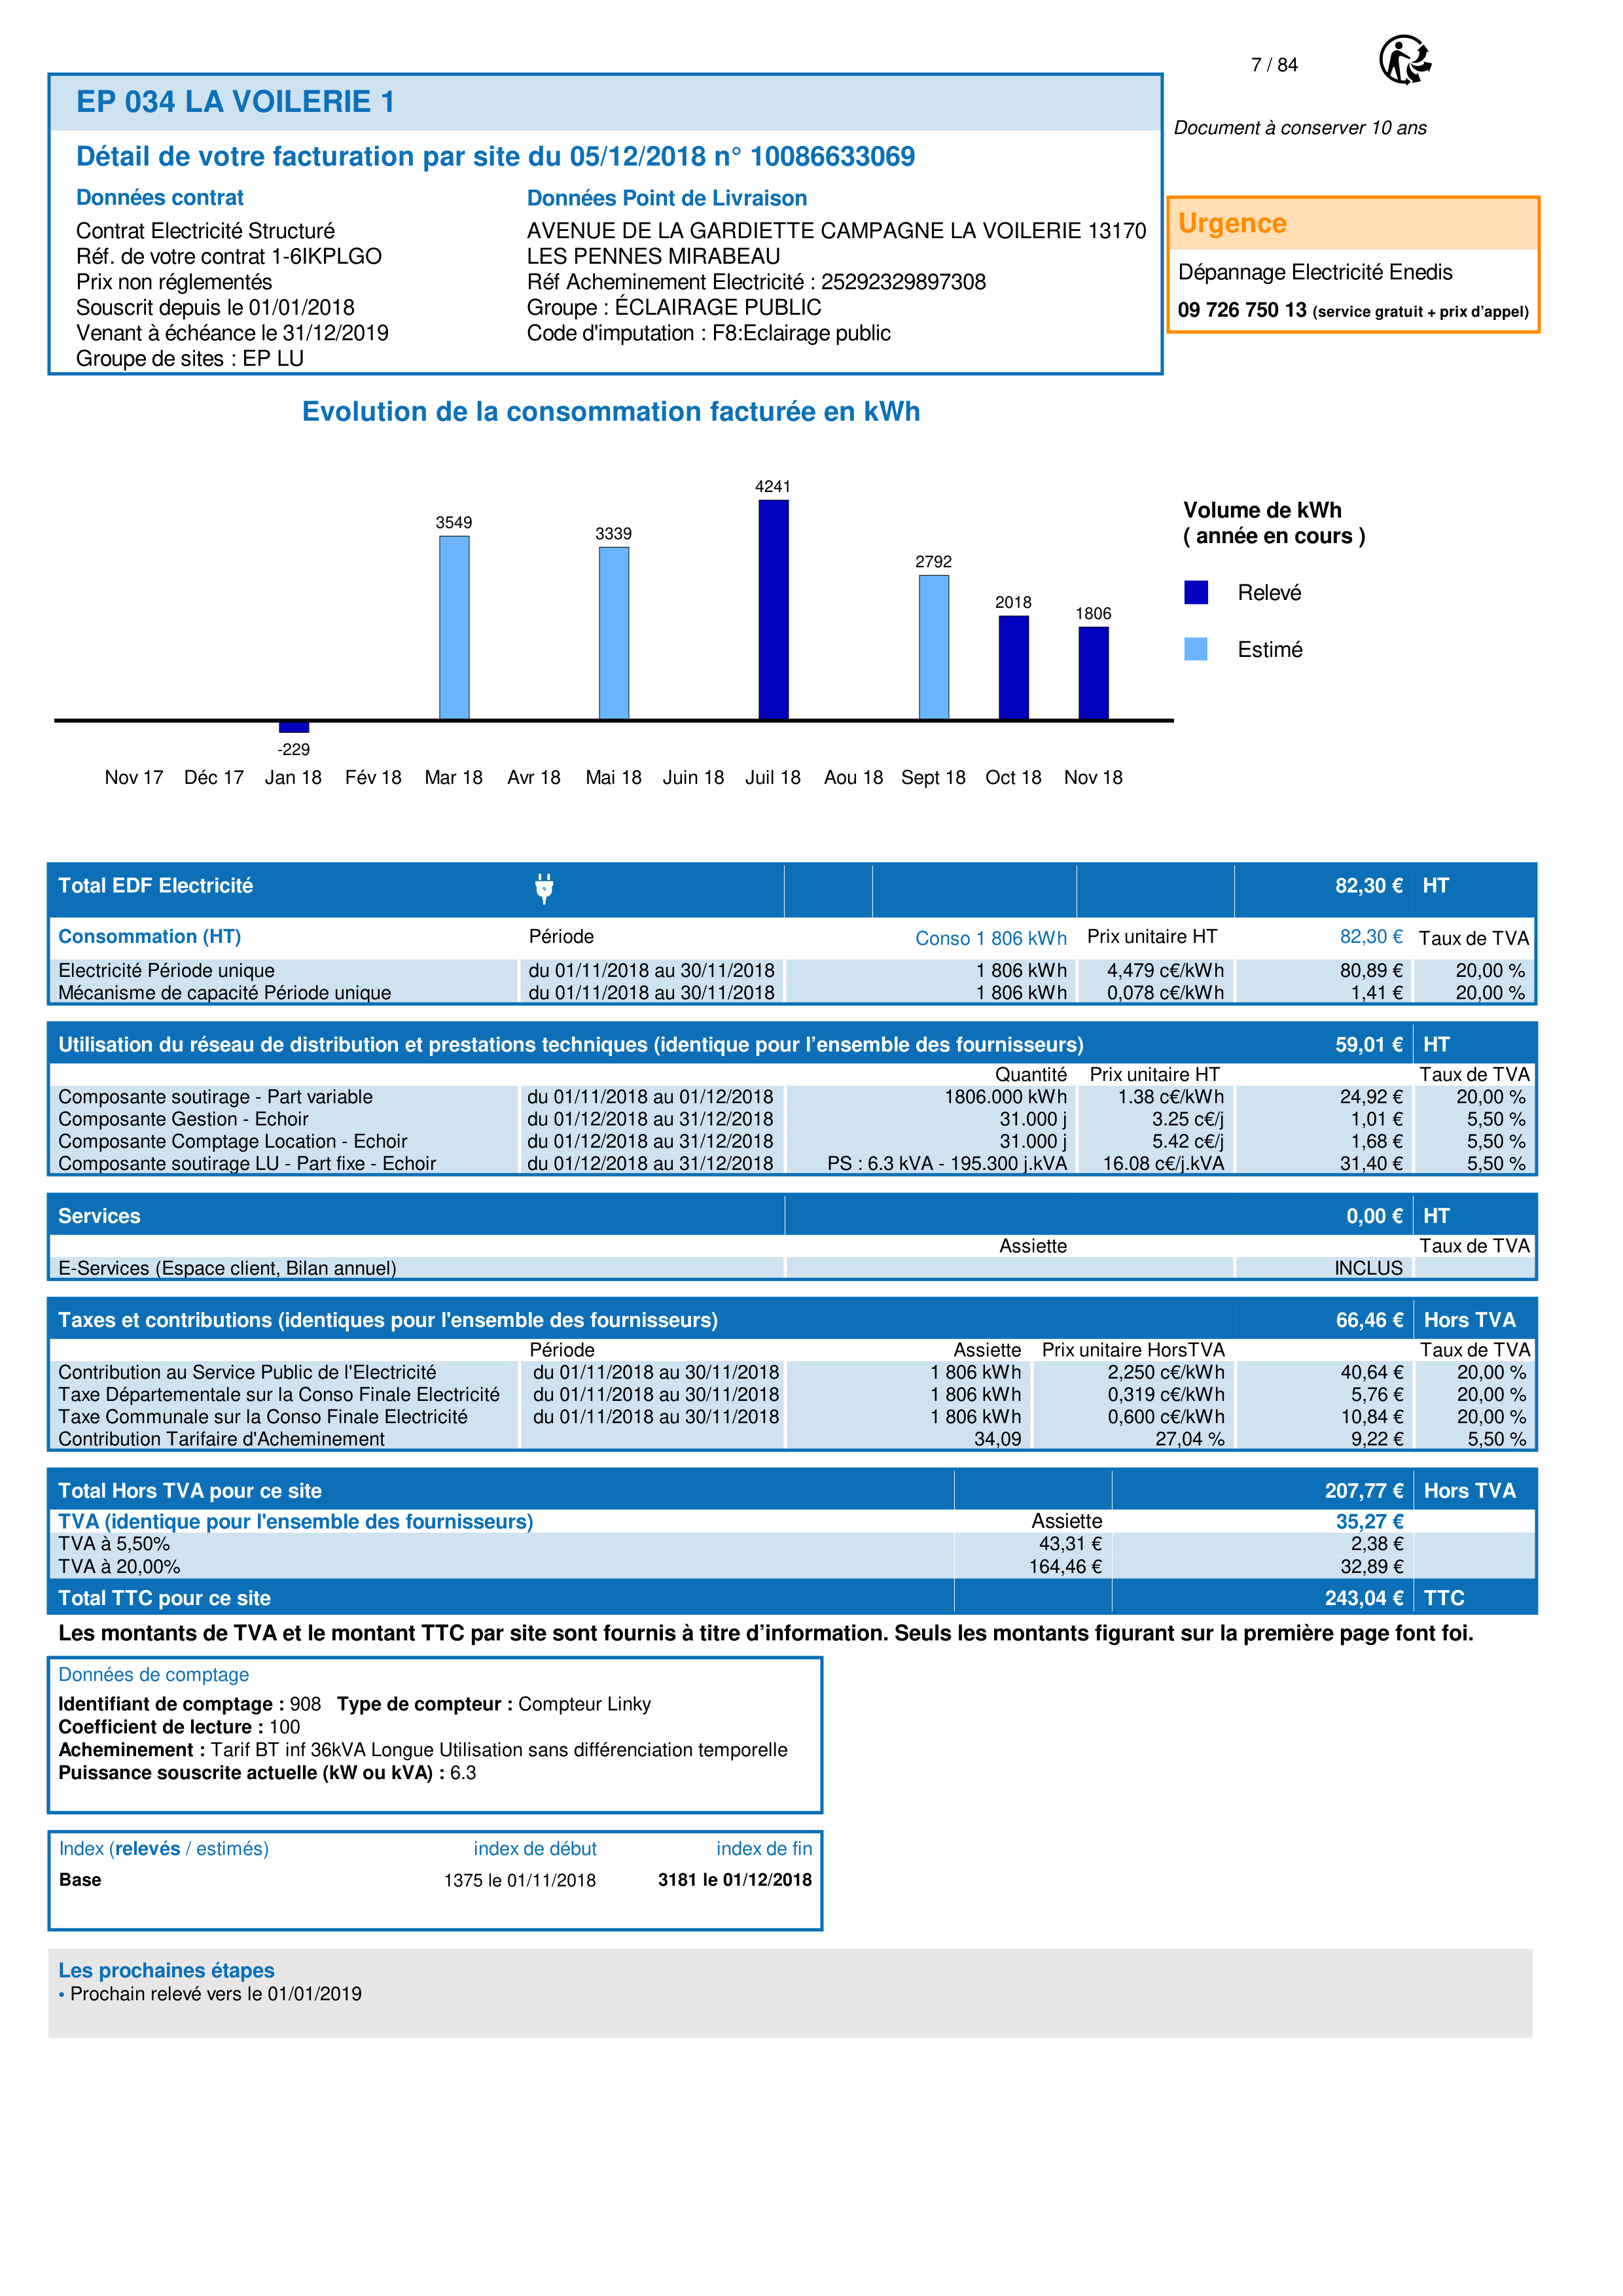 7 / 84
EP 034 LA VOILERIE 1
Document à conserver 10 ans
Détail de votre facturation par site du 05/12/2018 n° 10086633069
Données contrat
Contrat Electricité Structuré
Réf. de votre contrat 1-6IKPLGO
Prix non réglementés
Souscrit depuis le 01/01/2018
Venant à échéance le 31/12/2019
Groupe de sites : EP LU
Données Point de Livraison
AVENUE DE LA GARDIETTE CAMPAGNE LA VOILERIE 13170
LES PENNES MIRABEAU
Réf Acheminement Electricité : 25292329897308
Groupe : ÉCLAIRAGE PUBLIC
Code d'imputation : F8:Eclairage public
Urgence
Dépannage Electricité Enedis
09 726 750 13 (service gratuit + prix d’appel)
Evolution de la consommation facturée en kWh
4241
3549
3339
2792
2018
1806
-229
Nov 17 Déc 17 Jan 18 Fév 18 Mar 18 Avr 18 Mai 18 Juin 18 Juil 18 Aou 18 Sept 18 Oct 18 Nov 18
Volume de kWh
( année en cours )
Relevé
Estimé
Total EDF Electricité 82,30 € HT
Consommation (HT) Période Conso 1 806 kWh Prix unitaire HT 82,30 € Taux de TVA
Electricité Période unique du 01/11/2018 au 30/11/2018 1 806 kWh 4,479 c€/kWh 80,89 € 20,00 %
Mécanisme de capacité Période unique du 01/11/2018 au 30/11/2018 1 806 kWh 0,078 c€/kWh 1,41 € 20,00 %
Utilisation du réseau de distribution et prestations techniques (identique pour l’ensemble des fournisseurs) 59,01 € HT
Quantité Prix unitaire HT Taux de TVA
Composante soutirage - Part variable du 01/11/2018 au 01/12/2018 1806.000 kWh 1.38 c€/kWh 24,92 € 20,00 %
Composante Gestion - Echoir du 01/12/2018 au 31/12/2018 31.000 j 3.25 c€/j 1,01 € 5,50 %
Composante Comptage Location - Echoir du 01/12/2018 au 31/12/2018 31.000 j 5.42 c€/j 1,68 € 5,50 %
Composante soutirage LU - Part fixe - Echoir du 01/12/2018 au 31/12/2018 PS : 6.3 kVA - 195.300 j.kVA 16.08 c€/j.kVA 31,40 € 5,50 %
Services 0,00 € HT
Assiette Taux de TVA
E-Services (Espace client, Bilan annuel) INCLUS
Taxes et contributions (identiques pour l'ensemble des fournisseurs) 66,46 € Hors TVA
Période Assiette Prix unitaire HorsTVA Taux de TVA
Contribution au Service Public de l'Electricité du 01/11/2018 au 30/11/2018 1 806 kWh 2,250 c€/kWh 40,64 € 20,00 %
Taxe Départementale sur la Conso Finale Electricité du 01/11/2018 au 30/11/2018 1 806 kWh 0,319 c€/kWh 5,76 € 20,00 %
Taxe Communale sur la Conso Finale Electricité du 01/11/2018 au 30/11/2018 1 806 kWh 0,600 c€/kWh 10,84 € 20,00 %
Contribution Tarifaire d'Acheminement 34,09 27,04 % 9,22 € 5,50 %
Total Hors TVA pour ce site 207,77 € Hors TVA
TVA (identique pour l'ensemble des fournisseurs) Assiette 35,27 €
TVA à 5,50% 43,31 € 2,38 €
TVA à 20,00% 164,46 € 32,89 €
Total TTC pour ce site 243,04 € TTC
Les montants de TVA et le montant TTC par site sont fournis à titre d’information. Seuls les montants figurant sur la première page font foi.
Données de comptage
Identifiant de comptage : 908 Type de compteur : Compteur Linky
Coefficient de lecture : 100
Acheminement : Tarif BT inf 36kVA Longue Utilisation sans différenciation temporelle
Puissance souscrite actuelle (kW ou kVA) : 6.3
Index (relevés / estimés) index de début index de fin
Base 1375 le 01/11/2018 3181 le 01/12/2018
Les prochaines étapes
• Prochain relevé vers le 01/01/2019